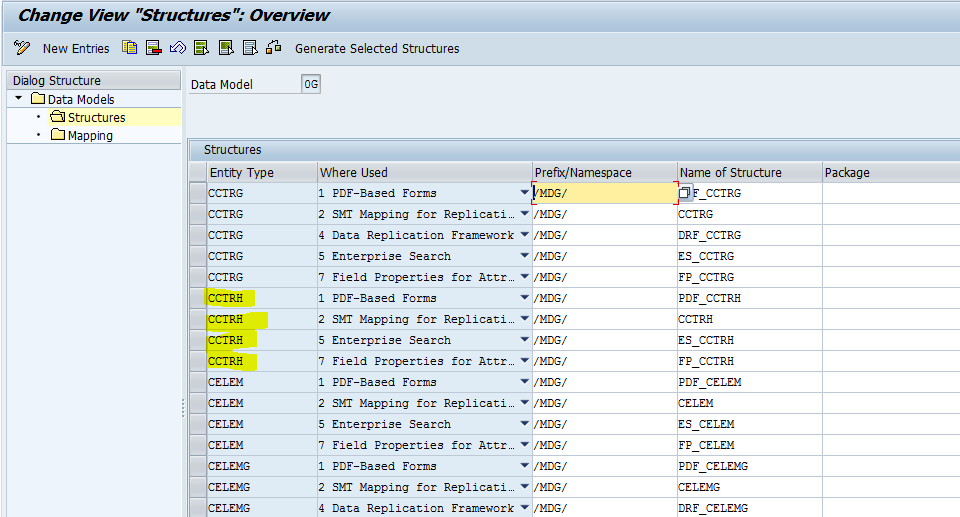 Change View "Structures": Overview
New Entries Generate Selected Structures
Dialog Structure
Data Models
Structures
Mapping
Data Model 0G
Structures
Entity Type Where Used Prefix/Namespace Name of Structure Package
CCTRG 1 PDF-Based Forms /MDG/ F_CCTRG
CCTRG 2 SMT Mapping for Replicati… /MDG/ CCTRG
CCTRG 4 Data Replication Framework /MDG/ DRF_CCTRG
CCTRG 5 Enterprise Search /MDG/ ES_CCTRG
CCTRG 7 Field Properties for Attr… /MDG/ FP_CCTRG
CCTRH 1 PDF-Based Forms /MDG/ PDF_CCTRH
CCTRH 2 SMT Mapping for Replicati… /MDG/ CCTRH
CCTRH 5 Enterprise Search /MDG/ ES_CCTRH
CCTRH 7 Field Properties for Attr… /MDG/ FP_CCTRH
CELEM 1 PDF-Based Forms /MDG/ PDF_CELEM
CELEM 2 SMT Mapping for Replicati… /MDG/ CELEM
CELEM 5 Enterprise Search /MDG/ ES_CELEM
CELEM 7 Field Properties for Attr… /MDG/ FP_CELEM
CELEMG 1 PDF-Based Forms /MDG/ PDF_CELEMG
CELEMG 2 SMT Mapping for Replicati… /MDG/ CELEMG
CELEMG 4 Data Replication Framework /MDG/ DRF_CELEMG